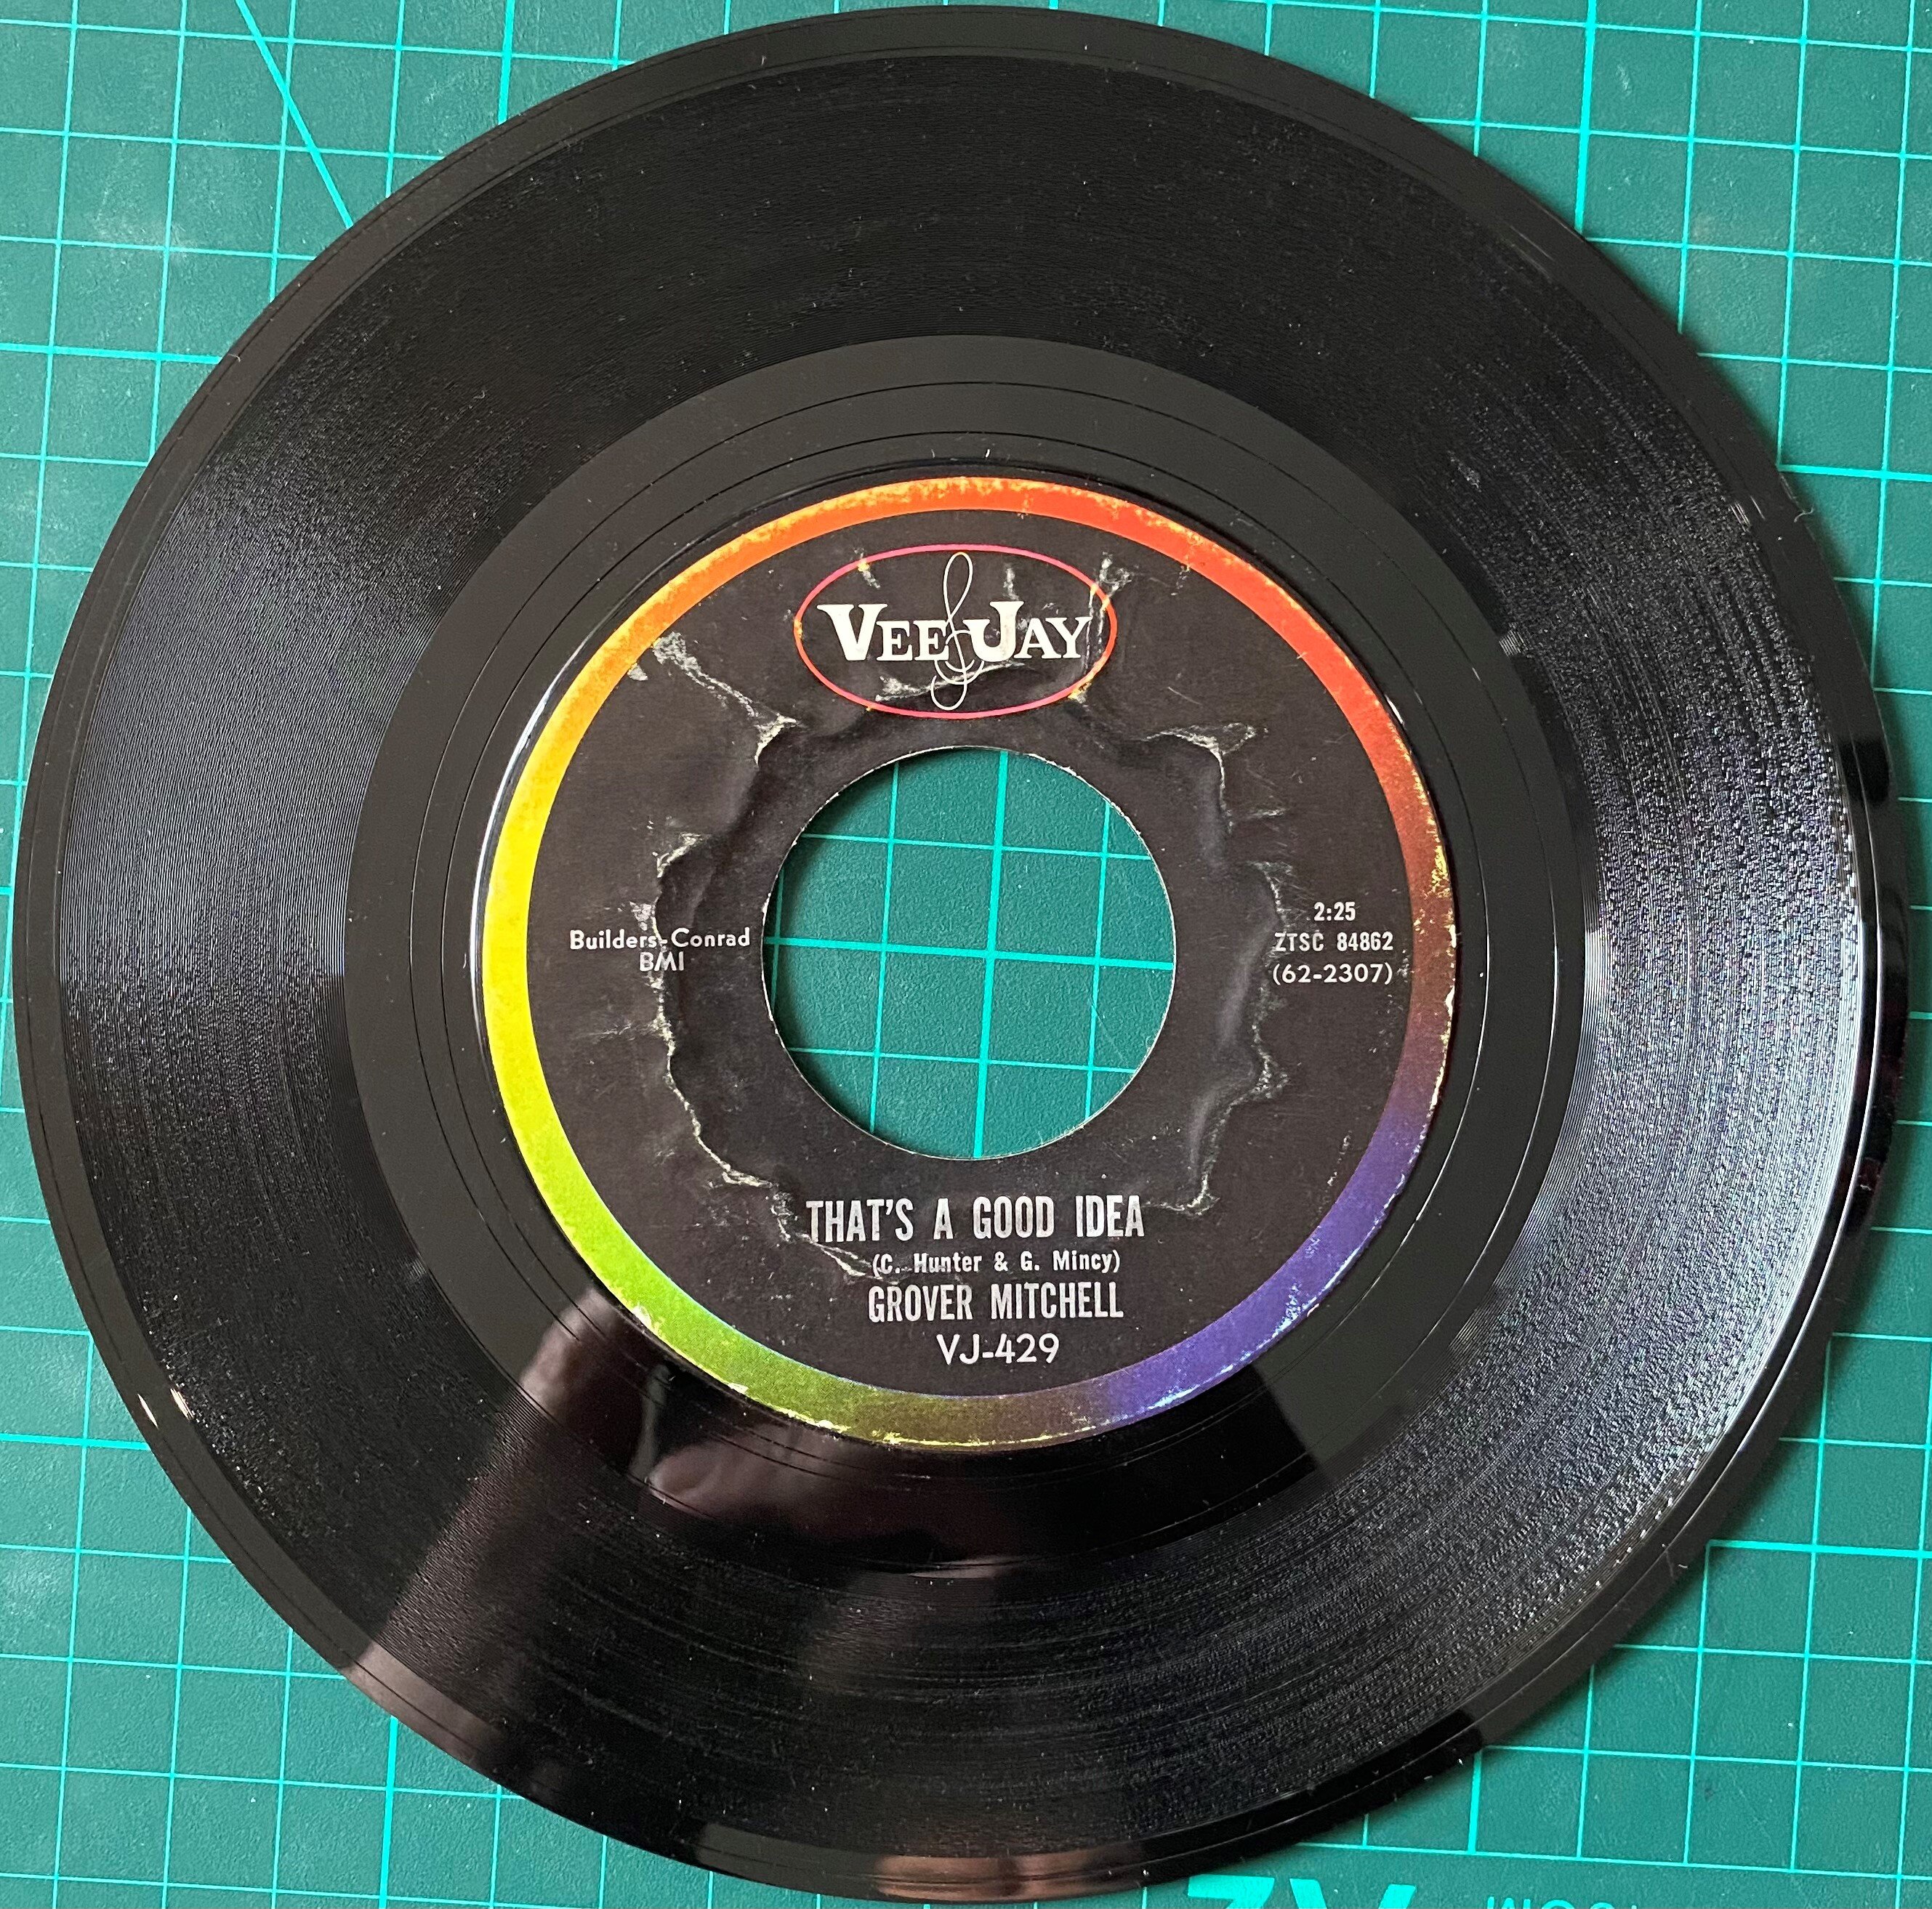 VEE JAY
Builders-Conrad
BMI
2:25
ZTSC 84862
(62-2307)
THAT'S A GOOD IDEA
(C. Hunter & G. Mincy)
GROVER MITCHELL
VJ-429